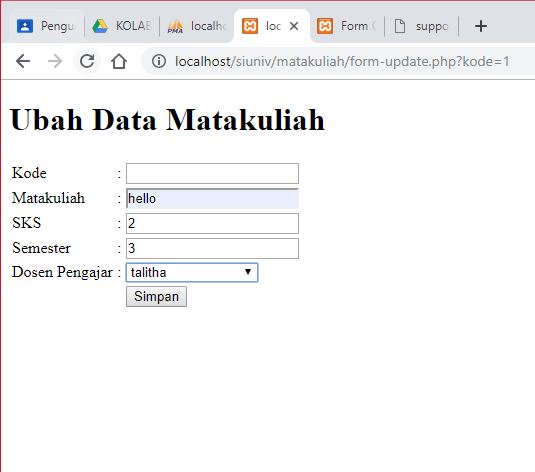 Pengu
KOLAB
localho
loc
Form C
suppo
localhost/siuniv/matakuliah/form-update.php?kode=1
Ubah Data Matakuliah
Kode :
Matakuliah : hello
SKS : 2
Semester : 3
Dosen Pengajar : talitha
Simpan